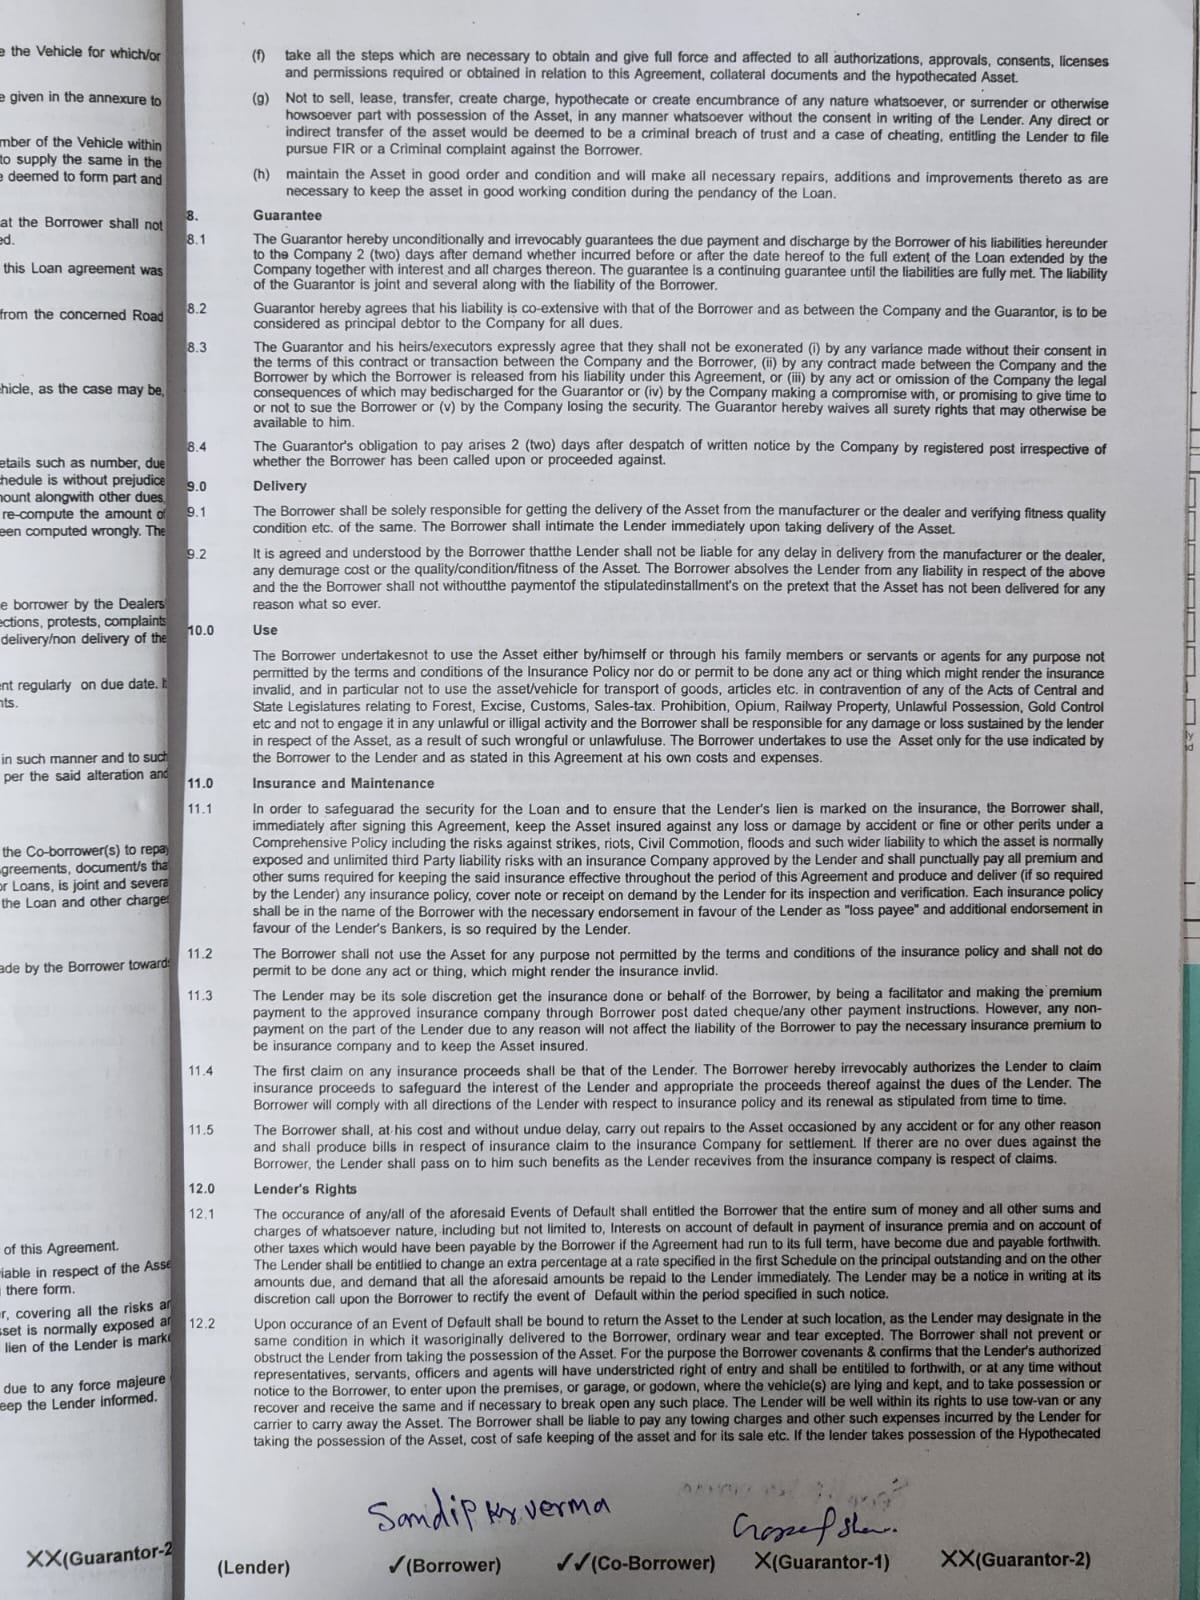 e the Vehicle for which/or
e given in the annexure to
mber of the Vehicle within
to supply the same in the
e deemed to form part and
at the Borrower shall not
ed.
this Loan agreement was
from the concerned Road
ehicle, as the case may be,
etails such as number, due
hedule is without prejudice
nount alongwith other dues,
re-compute the amount of
een computed wrongly. The
e borrower by the Dealers
ections, protests, complaints
delivery/non delivery of the
ent regularly on due date. It
nts.
in such manner and to such
per the said alteration and
the Co-borrower(s) to repay
greements, document/s tha
or Loans, is joint and severa
the Loan and other charges
ade by the Borrower towards
of this Agreement.
iable in respect of the Asse
there form.
r, covering all the risks ar
sset is normally exposed ar
lien of the Lender is marke
due to any force majeure
eep the Lender informed.
XX(Guarantor-2
(f) take all the steps which are necessary to obtain and give full force and affected to all authorizations, approvals, consents, licenses
and permissions required or obtained in relation to this Agreement, collateral documents and the hypothecated Asset.
(g) Not to sell, lease, transfer, create charge, hypothecate or create encumbrance of any nature whatsoever, or surrender or otherwise
howsoever part with possession of the Asset, in any manner whatsoever without the consent in writing of the Lender. Any direct or
indirect transfer of the asset would be deemed to be a criminal breach of trust and a case of cheating, entitling the Lender to file
pursue FIR or a Criminal complaint against the Borrower.
(h) maintain the Asset in good order and condition and will make all necessary repairs, additions and improvements thereto as are
necessary to keep the asset in good working condition during the pendancy of the Loan.
8. Guarantee
8.1 The Guarantor hereby unconditionally and irrevocably guarantees the due payment and discharge by the Borrower of his liabilities hereunder
to the Company 2 (two) days after demand whether incurred before or after the date hereof to the full extent of the Loan extended by the
Company together with interest and all charges thereon. The guarantee is a continuing guarantee until the liabilities are fully met. The liability
of the Guarantor is joint and several along with the liability of the Borrower.
8.2 Guarantor hereby agrees that his liability is co-extensive with that of the Borrower and as between the Company and the Guarantor, is to be
considered as principal debtor to the Company for all dues.
8.3 The Guarantor and his heirs/executors expressly agree that they shall not be exonerated (i) by any variance made without their consent in
the terms of this contract or transaction between the Company and the Borrower, (ii) by any contract made between the Company and the
Borrower by which the Borrower is released from his liability under this Agreement, or (iii) by any act or omission of the Company the legal
consequences of which may bedischarged for the Guarantor or (iv) by the Company making a compromise with, or promising to give time to
or not to sue the Borrower or (v) by the Company losing the security. The Guarantor hereby waives all surety rights that may otherwise be
available to him.
8.4 The Guarantor's obligation to pay arises 2 (two) days after despatch of written notice by the Company by registered post irrespective of
whether the Borrower has been called upon or proceeded against.
9.0 Delivery
9.1 The Borrower shall be solely responsible for getting the delivery of the Asset from the manufacturer or the dealer and verifying fitness quality
condition etc. of the same. The Borrower shall intimate the Lender immediately upon taking delivery of the Asset.
9.2 It is agreed and understood by the Borrower thatthe Lender shall not be liable for any delay in delivery from the manufacturer or the dealer,
any demurage cost or the quality/condition/fitness of the Asset. The Borrower absolves the Lender from any liability in respect of the above
and the the Borrower shall not withoutthe paymentof the stipulatedinstallment's on the pretext that the Asset has not been delivered for any
reason what so ever.
10.0 Use
The Borrower undertakesnot to use the Asset either by/himself or through his family members or servants or agents for any purpose not
permitted by the terms and conditions of the Insurance Policy nor do or permit to be done any act or thing which might render the insurance
invalid, and in particular not to use the asset/vehicle for transport of goods, articles etc. in contravention of any of the Acts of Central and
State Legislatures relating to Forest, Excise, Customs, Sales-tax. Prohibition, Opium, Railway Property, Unlawful Possession, Gold Control
etc and not to engage it in any unlawful or illigal activity and the Borrower shall be responsible for any damage or loss sustained by the lender
in respect of the Asset, as a result of such wrongful or unlawfuluse. The Borrower undertakes to use the Asset only for the use indicated by
the Borrower to the Lender and as stated in this Agreement at his own costs and expenses.
11.0 Insurance and Maintenance
11.1 In order to safeguarad the security for the Loan and to ensure that the Lender's lien is marked on the insurance, the Borrower shall,
immediately after signing this Agreement, keep the Asset insured against any loss or damage by accident or fine or other perits under a
Comprehensive Policy including the risks against strikes, riots, Civil Commotion, floods and such wider liability to which the asset is normally
exposed and unlimited third Party liability risks with an insurance Company approved by the Lender and shall punctually pay all premium and
other sums required for keeping the said insurance effective throughout the period of this Agreement and produce and deliver (if so required
by the Lender) any insurance policy, cover note or receipt on demand by the Lender for its inspection and verification. Each insurance policy
shall be in the name of the Borrower with the necessary endorsement in favour of the Lender as "loss payee" and additional endorsement in
favour of the Lender's Bankers, is so required by the Lender.
11.2 The Borrower shall not use the Asset for any purpose not permitted by the terms and conditions of the insurance policy and shall not do
permit to be done any act or thing, which might render the insurance invlid.
11.3 The Lender may be its sole discretion get the insurance done or behalf of the Borrower, by being a facilitator and making the premium
payment to the approved insurance company through Borrower post dated cheque/any other payment instructions. However, any non-
payment on the part of the Lender due to any reason will not affect the liability of the Borrower to pay the necessary insurance premium to
be insurance company and to keep the Asset insured.
11.4 The first claim on any insurance proceeds shall be that of the Lender. The Borrower hereby irrevocably authorizes the Lender to claim
insurance proceeds to safeguard the interest of the Lender and appropriate the proceeds thereof against the dues of the Lender. The
Borrower will comply with all directions of the Lender with respect to insurance policy and its renewal as stipulated from time to time.
11.5 The Borrower shall, at his cost and without undue delay, carry out repairs to the Asset occasioned by any accident or for any other reason
and shall produce bills in respect of insurance claim to the insurance Company for settlement. If therer are no over dues against the
Borrower, the Lender shall pass on to him such benefits as the Lender recevives from the insurance company is respect of claims.
12.0 Lender's Rights
12.1 The occurance of any/all of the aforesaid Events of Default shall entitled the Borrower that the entire sum of money and all other sums and
charges of whatsoever nature, including but not limited to, Interests on account of default in payment of insurance premia and on account of
other taxes which would have been payable by the Borrower if the Agreement had run to its full term, have become due and payable forthwith.
The Lender shall be entitlied to change an extra percentage at a rate specified in the first Schedule on the principal outstanding and on the other
amounts due, and demand that all the aforesaid amounts be repaid to the Lender immediately. The Lender may be a notice in writing at its
discretion call upon the Borrower to rectify the event of Default within the period specified in such notice.
12.2 Upon occurance of an Event of Default shall be bound to return the Asset to the Lender at such location, as the Lender may designate in the
same condition in which it wasoriginally delivered to the Borrower, ordinary wear and tear excepted. The Borrower shall not prevent or
obstruct the Lender from taking the possession of the Asset. For the purpose the Borrower covenants & confirms that the Lender's authorized
representatives, servants, officers and agents will have understricted right of entry and shall be entitiled to forthwith, or at any time without
notice to the Borrower, to enter upon the premises, or garage, or godown, where the vehicle(s) are lying and kept, and to take possession or
recover and receive the same and if necessary to break open any such place. The Lender will be well within its rights to use tow-van or any
carrier to carry away the Asset. The Borrower shall be liable to pay any towing charges and other such expenses incurred by the Lender for
taking the possession of the Asset, cost of safe keeping of the asset and for its sale etc. If the lender takes possession of the Hypothecated
Sandip Kr verma
(Lender) ✓(Borrower) ✓✓(Co-Borrower) X(Guarantor-1) XX(Guarantor-2)